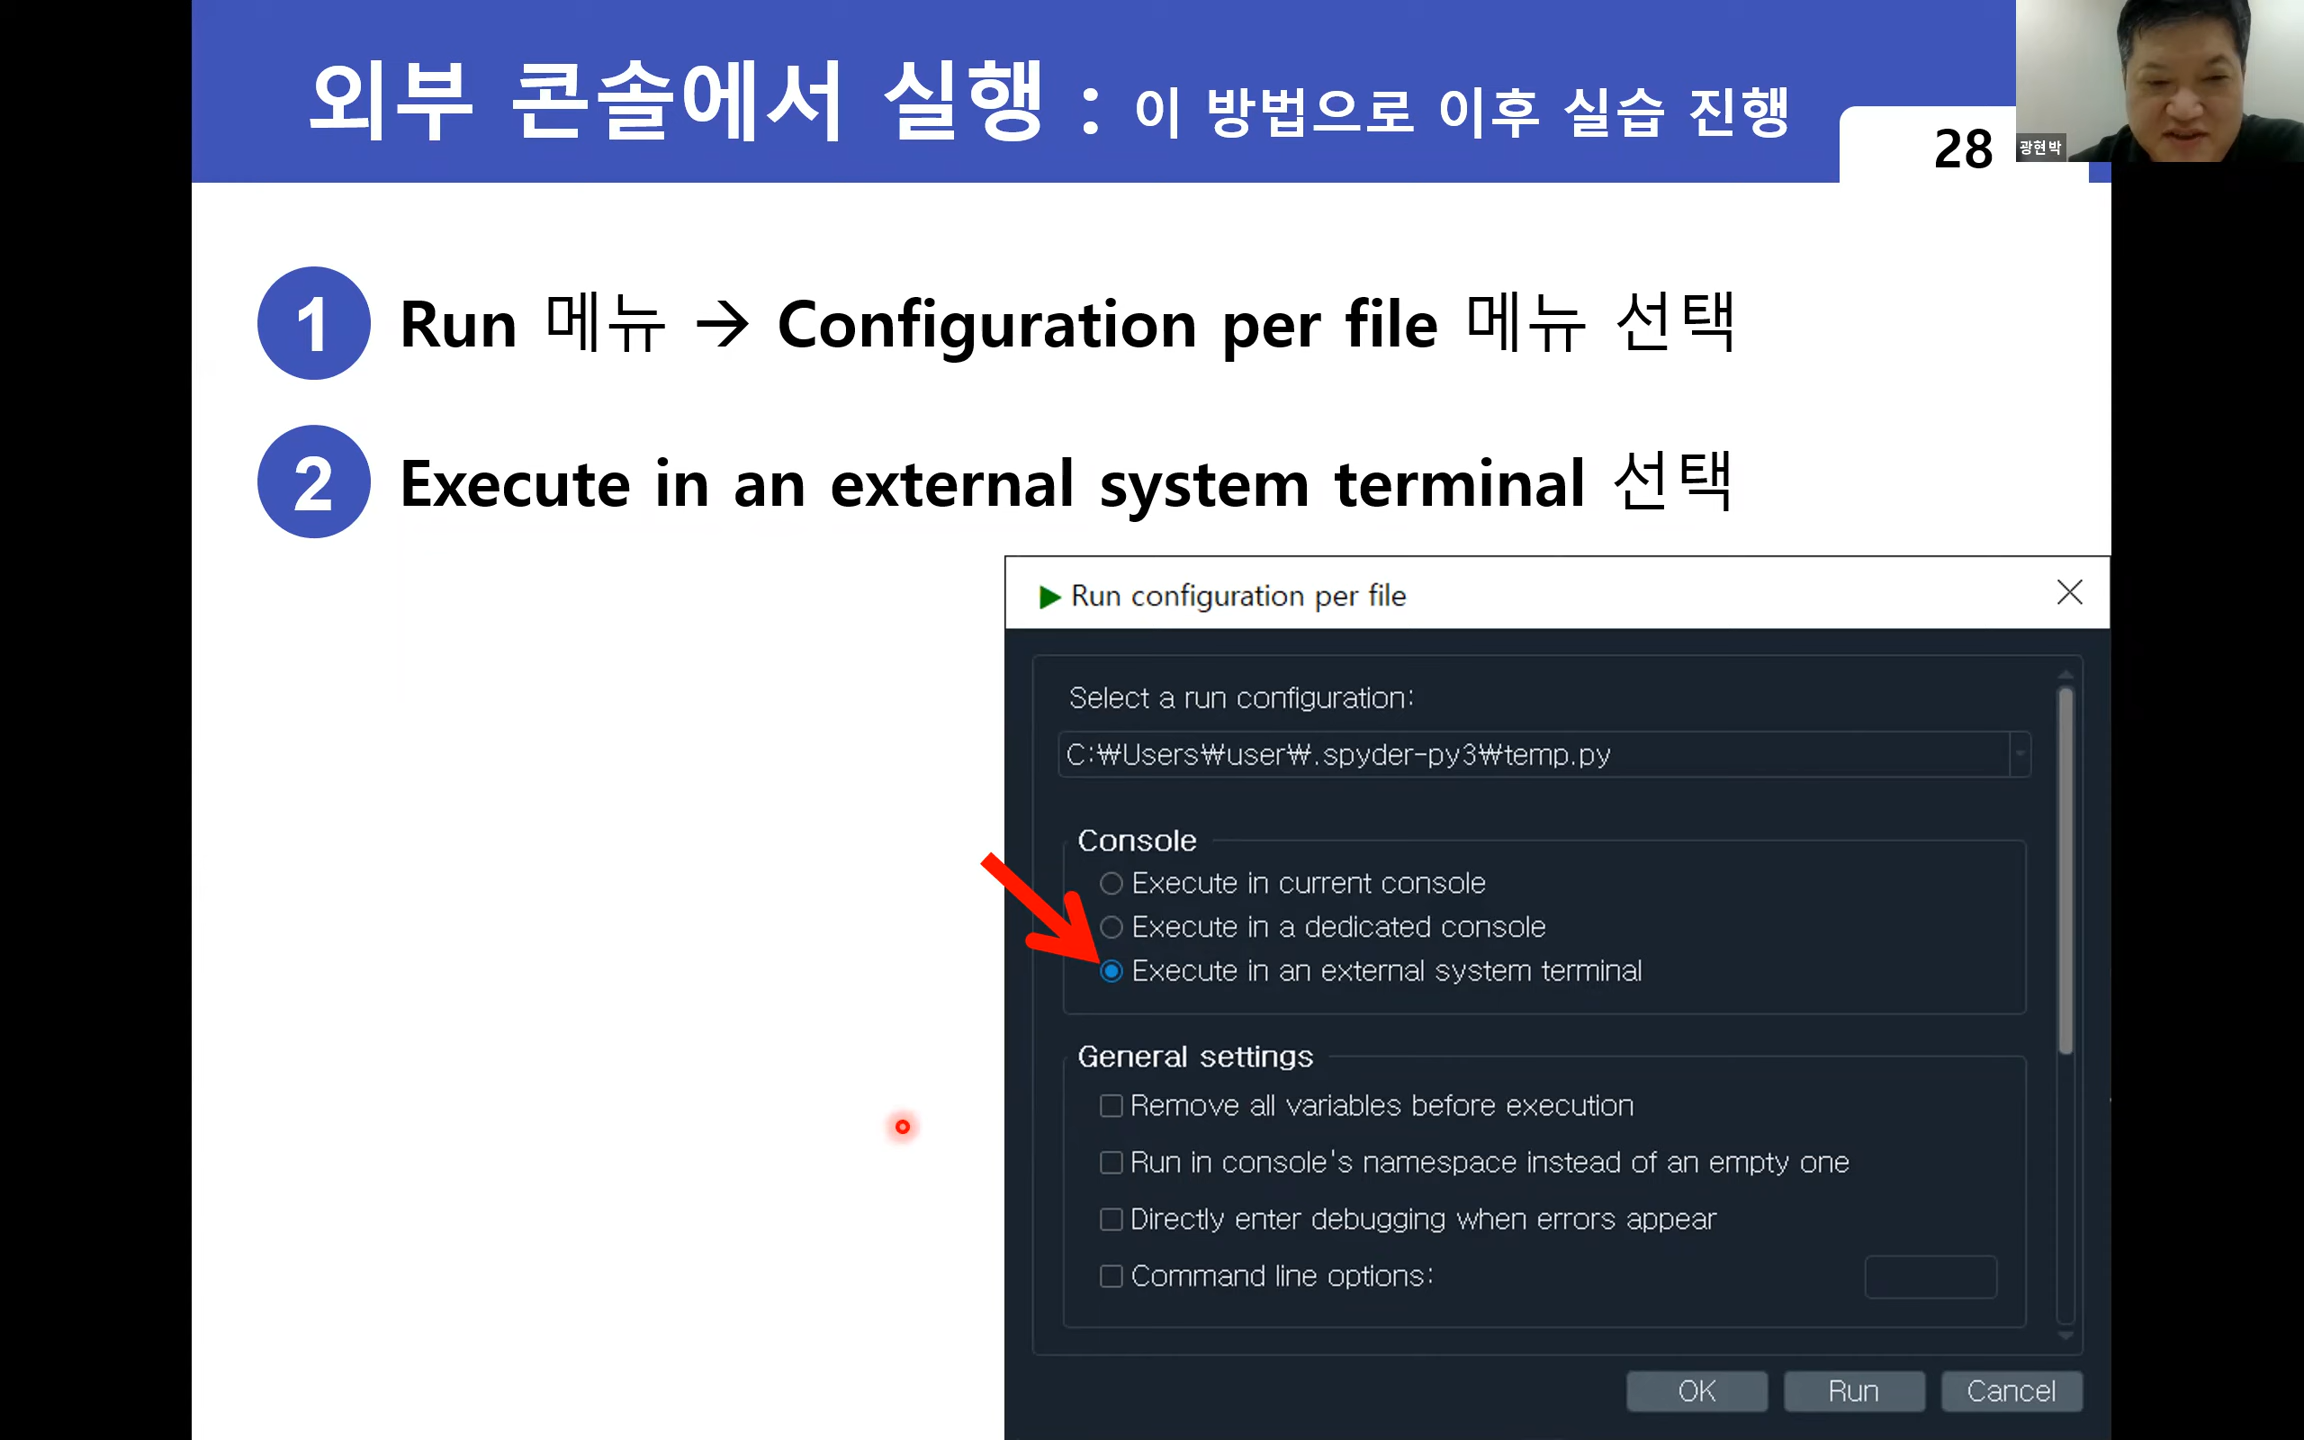 외부 콘솔에서 실행 : 이 방법으로 이후 실습 진행
28
광현박
1 Run 메뉴 → Configuration per file 메뉴 선택
2 Execute in an external system terminal 선택
Run configuration per file
Select a run configuration:
C:₩Users₩user₩.spyder-py3₩temp.py
Console
Execute in current console
Execute in a dedicated console
Execute in an external system terminal
General settings
Remove all variables before execution
Run in console's namespace instead of an empty one
Directly enter debugging when errors appear
Command line options:
OK Run Cancel